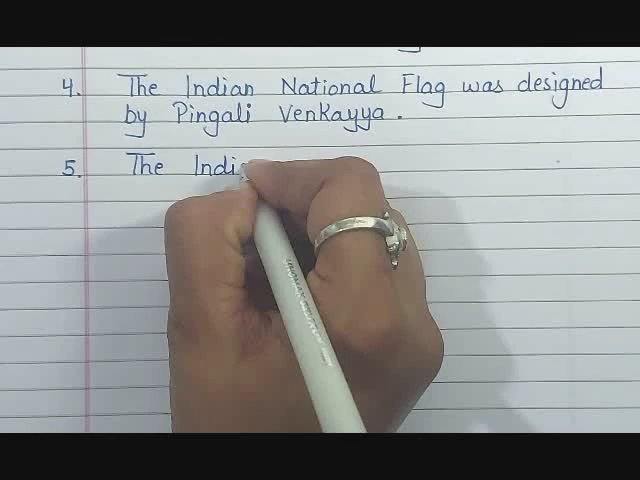 4. The Indian National Flag was designed
by Pingali Venkayya.
5. The Indi